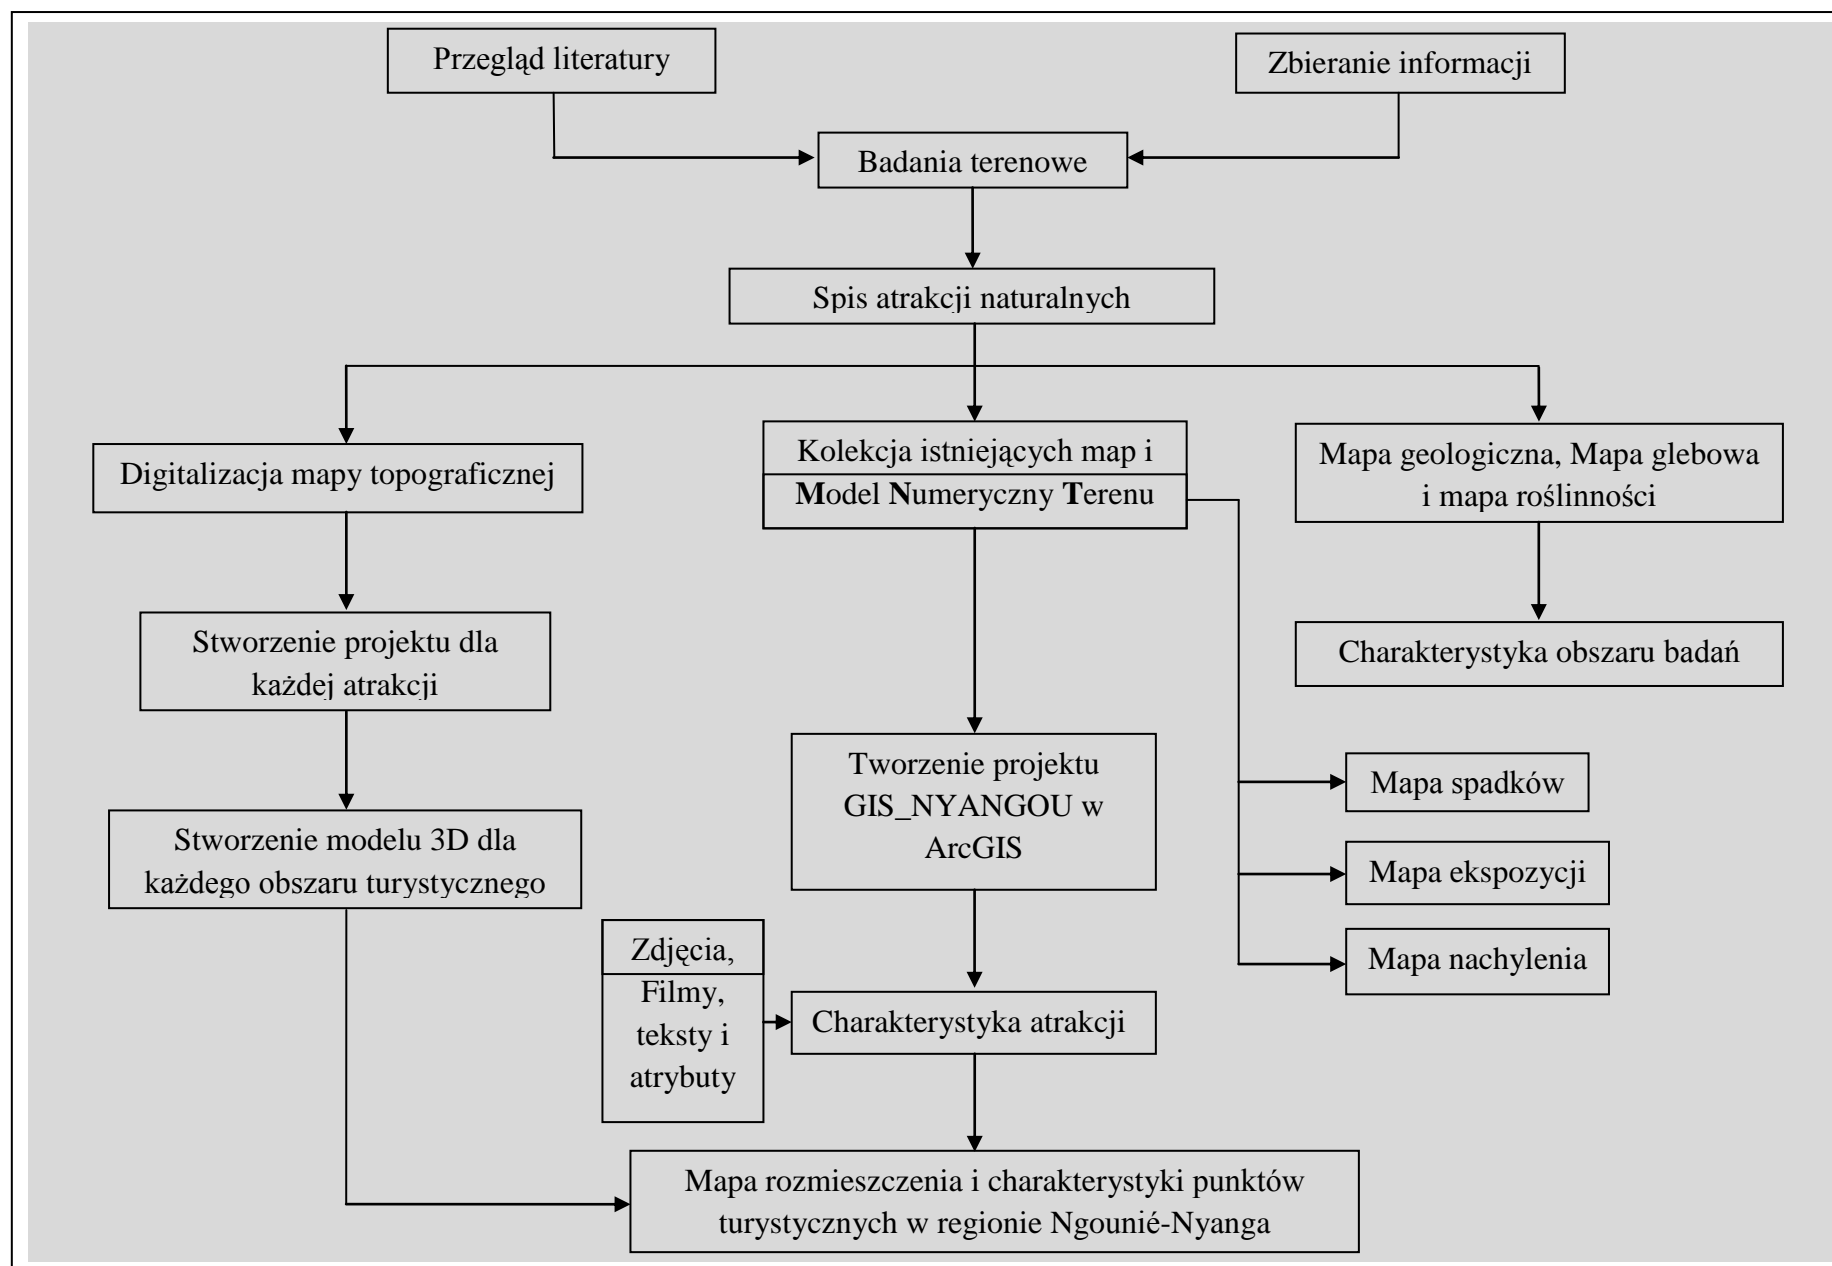 Przegląd literatury
Zbieranie informacji
Badania terenowe
Spis atrakcji naturalnych
Digitalizacja mapy topograficznej
Kolekcja istniejących map i
Model Numeryczny Terenu
Mapa geologiczna, Mapa glebowa
i mapa roślinności
Stworzenie projektu dla
każdej atrakcji
Charakterystyka obszaru badań
Tworzenie projektu
GIS_NYANGOU w
ArcGIS
Mapa spadków
Stworzenie modelu 3D dla
każdego obszaru turystycznego
Mapa ekspozycji
Mapa nachylenia
Zdjęcia,
Filmy,
teksty i
atrybuty
Charakterystyka atrakcji
Mapa rozmieszczenia i charakterystyki punktów
turystycznych w regionie Ngounié-Nyanga